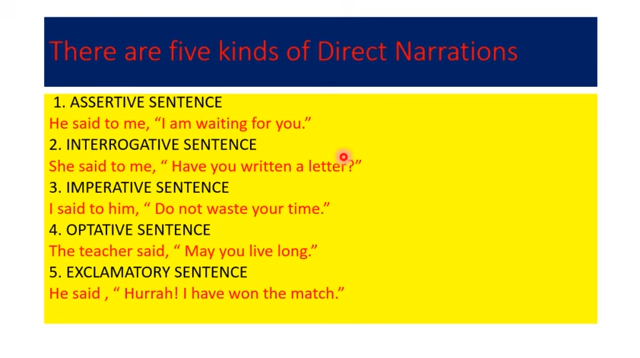 There are five kinds of Direct Narrations
1. ASSERTIVE SENTENCE
He said to me, “I am waiting for you.”
2. INTERROGATIVE SENTENCE
She said to me, “ Have you written a letter?”
3. IMPERATIVE SENTENCE
I said to him, “ Do not waste your time.”
4. OPTATIVE SENTENCE
The teacher said, “ May you live long.”
5. EXCLAMATORY SENTENCE
He said , “ Hurrah! I have won the match.”